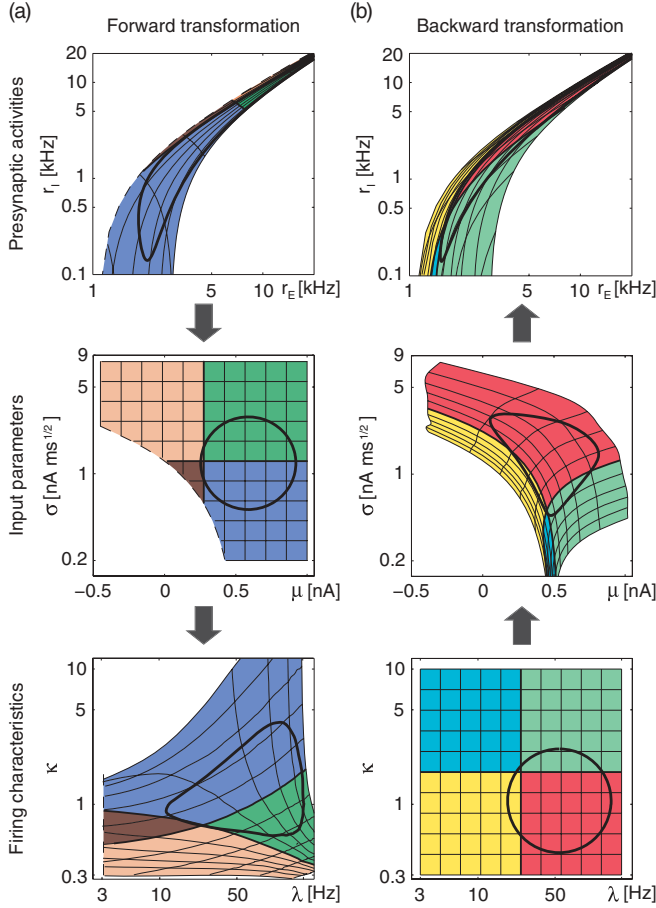 (a) Forward transformation
(b) Backward transformation
Presynaptic activities
r_I [kHz]
20
10
5
1
0.5
0.1
1 5 10 r_E [kHz]
r_I [kHz]
20
10
5
1
0.5
0.1
1 5 10 r_E [kHz]
Input parameters
σ [nA ms^1/2]
9
5
1
0.2
−0.5 0 0.5 μ [nA]
σ [nA ms^1/2]
9
5
1
0.2
−0.5 0 0.5 μ [nA]
Firing characteristics
κ
10
5
1
0.3
3 10 50 λ [Hz]
κ
10
5
1
0.3
3 10 50 λ [Hz]